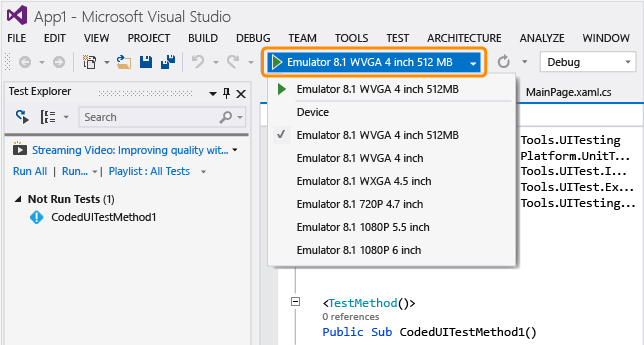 App1 - Microsoft Visual Studio
FILE EDIT VIEW PROJECT BUILD DEBUG TEAM TOOLS TEST ARCHITECTURE ANALYZE WINDOW
Emulator 8.1 WVGA 4 inch 512 MB
Debug
Test Explorer
Search
Streaming Video: Improving quality wit...
Run All | Run... | Playlist : All Tests
Not Run Tests (1)
CodedUITestMethod1
Emulator 8.1 WVGA 4 inch 512MB
Device
Emulator 8.1 WVGA 4 inch 512MB
Emulator 8.1 WVGA 4 inch
Emulator 8.1 WXGA 4.5 inch
Emulator 8.1 720P 4.7 inch
Emulator 8.1 1080P 5.5 inch
Emulator 8.1 1080P 6 inch
MainPage.xaml.cs
Tools.UITesting
Platform.UnitT...
Tools.UITest.I...
Tools.UITest.Ex...
Tools.UITesting...
<TestMethod()>
0 references
Public Sub CodedUITestMethod1()